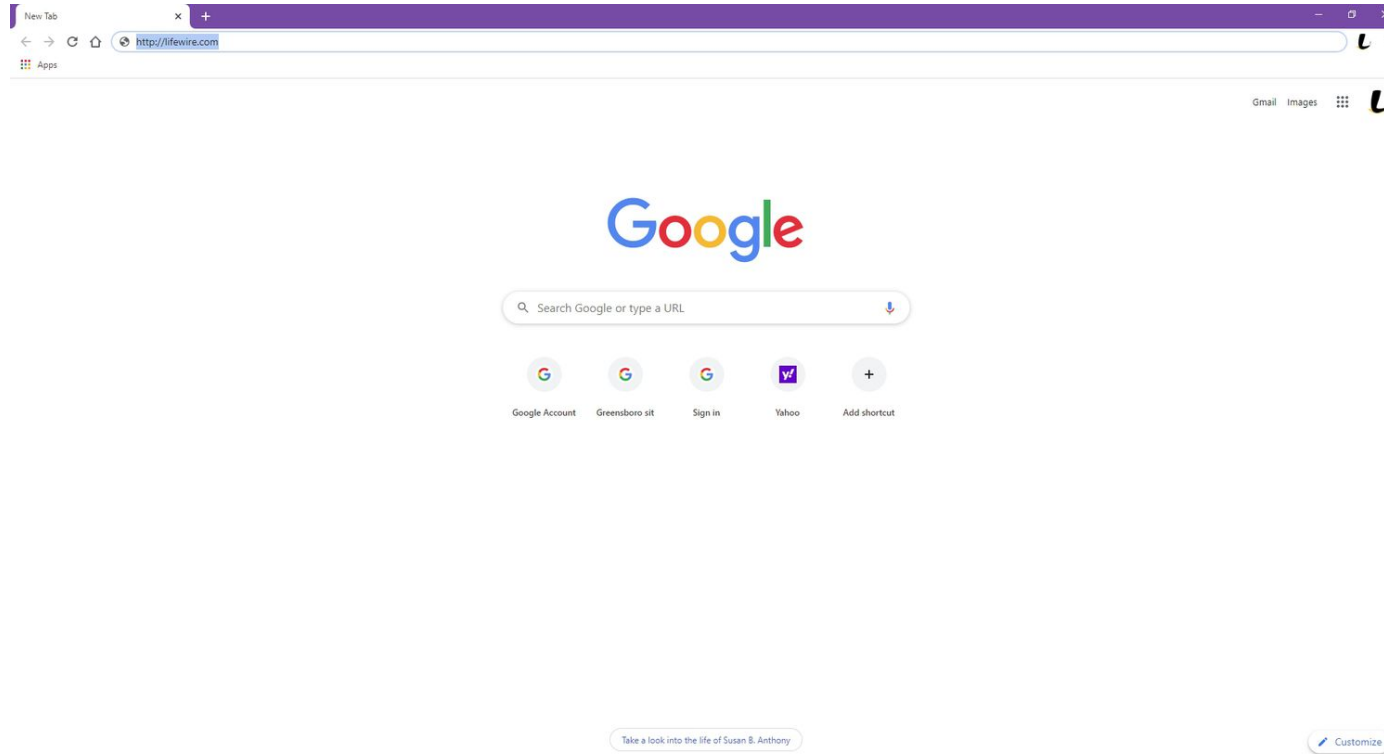 New Tab
http://lifewire.com
Apps
Gmail Images
Google
Search Google or type a URL
Google Account Greensboro sit Sign in Yahoo Add shortcut
Take a look into the life of Susan B. Anthony
Customize